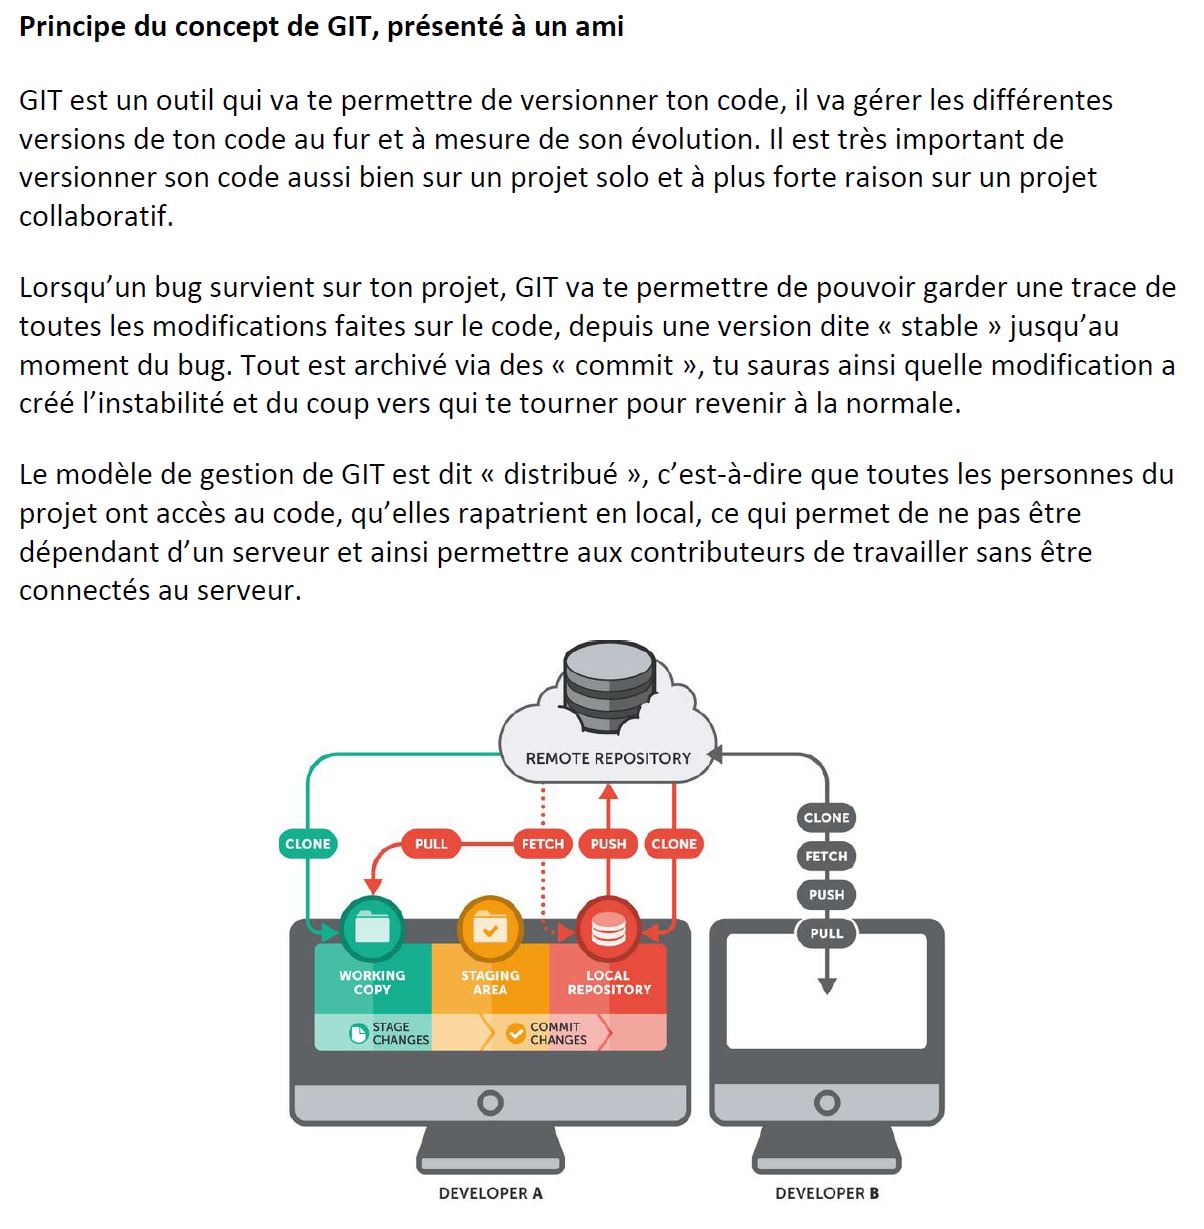 Principe du concept de GIT, présenté à un ami
GIT est un outil qui va te permettre de versionner ton code, il va gérer les différentes
versions de ton code au fur et à mesure de son évolution. Il est très important de
versionner son code aussi bien sur un projet solo et à plus forte raison sur un projet
collaboratif.
Lorsqu’un bug survient sur ton projet, GIT va te permettre de pouvoir garder une trace de
toutes les modifications faites sur le code, depuis une version dite « stable » jusqu’au
moment du bug. Tout est archivé via des « commit », tu sauras ainsi quelle modification a
créé l’instabilité et du coup vers qui te tourner pour revenir à la normale.
Le modèle de gestion de GIT est dit « distribué », c’est-à-dire que toutes les personnes du
projet ont accès au code, qu’elles rapatrient en local, ce qui permet de ne pas être
dépendant d’un serveur et ainsi permettre aux contributeurs de travailler sans être
connectés au serveur.
REMOTE REPOSITORY
CLONE
PULL
FETCH
PUSH
CLONE
CLONE
FETCH
PUSH
PULL
WORKING
COPY
STAGING
AREA
LOCAL
REPOSITORY
STAGE
CHANGES
COMMIT
CHANGES
DEVELOPER A
DEVELOPER B